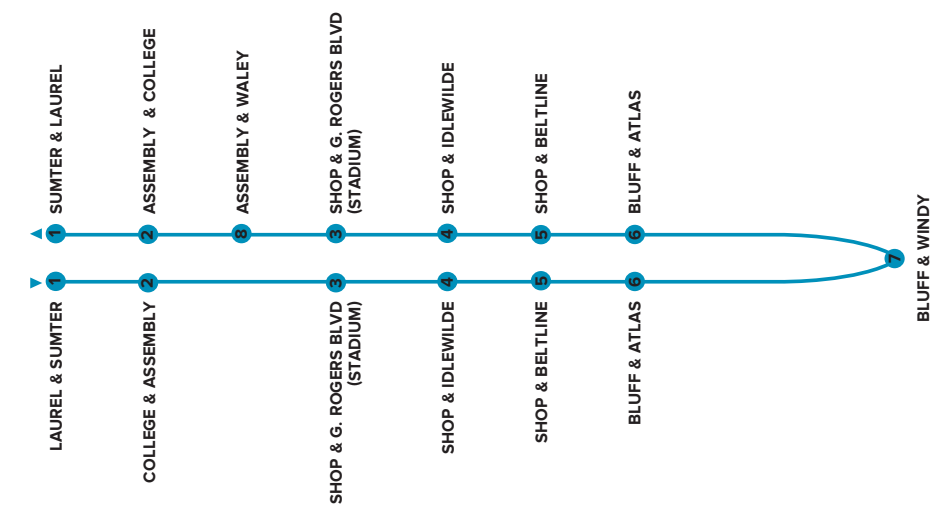 1 SUMTER & LAUREL
2 ASSEMBLY & COLLEGE
8 ASSEMBLY & WALEY
3 SHOP & G. ROGERS BLVD
(STADIUM)
4 SHOP & IDLEWILDE
5 SHOP & BELTLINE
6 BLUFF & ATLAS
7
BLUFF & WINDY
LAUREL & SUMTER 1
COLLEGE & ASSEMBLY 2
SHOP & G. ROGERS BLVD 3
(STADIUM)
SHOP & IDLEWILDE 4
SHOP & BELTLINE 5
BLUFF & ATLAS 6